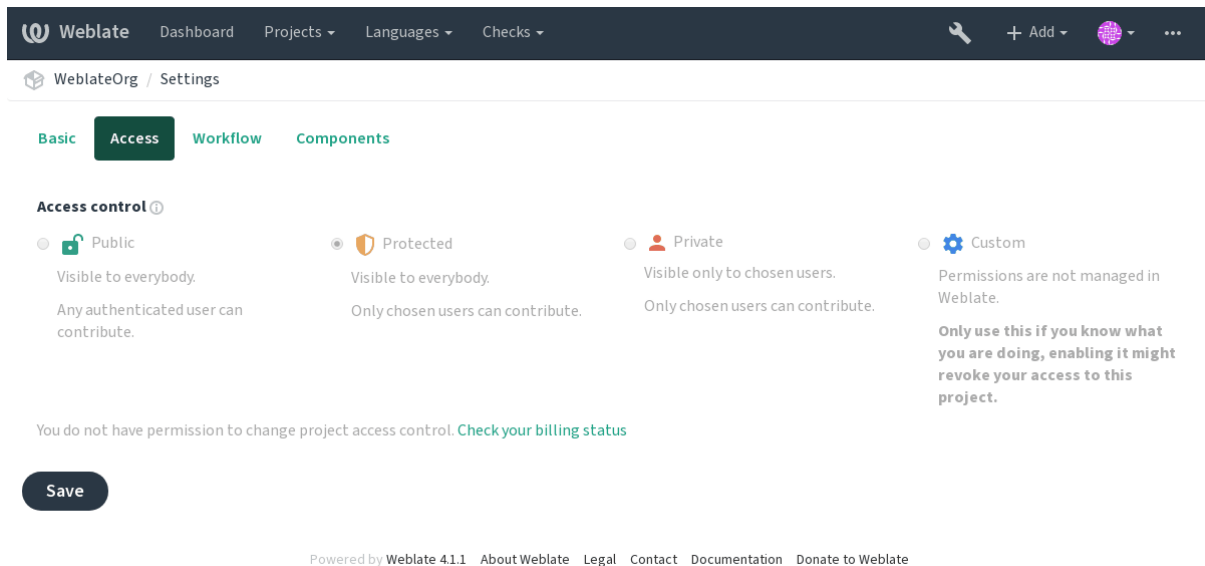 Weblate Dashboard Projects Languages Checks Add
WeblateOrg / Settings
Basic Access Workflow Components
Access control
Public
Visible to everybody.
Any authenticated user can
contribute.
Protected
Visible to everybody.
Only chosen users can contribute.
Private
Visible only to chosen users.
Only chosen users can contribute.
Custom
Permissions are not managed in
Weblate.
Only use this if you know what
you are doing, enabling it might
revoke your access to this
project.
You do not have permission to change project access control. Check your billing status
Save
Powered by Weblate 4.1.1 About Weblate Legal Contact Documentation Donate to Weblate